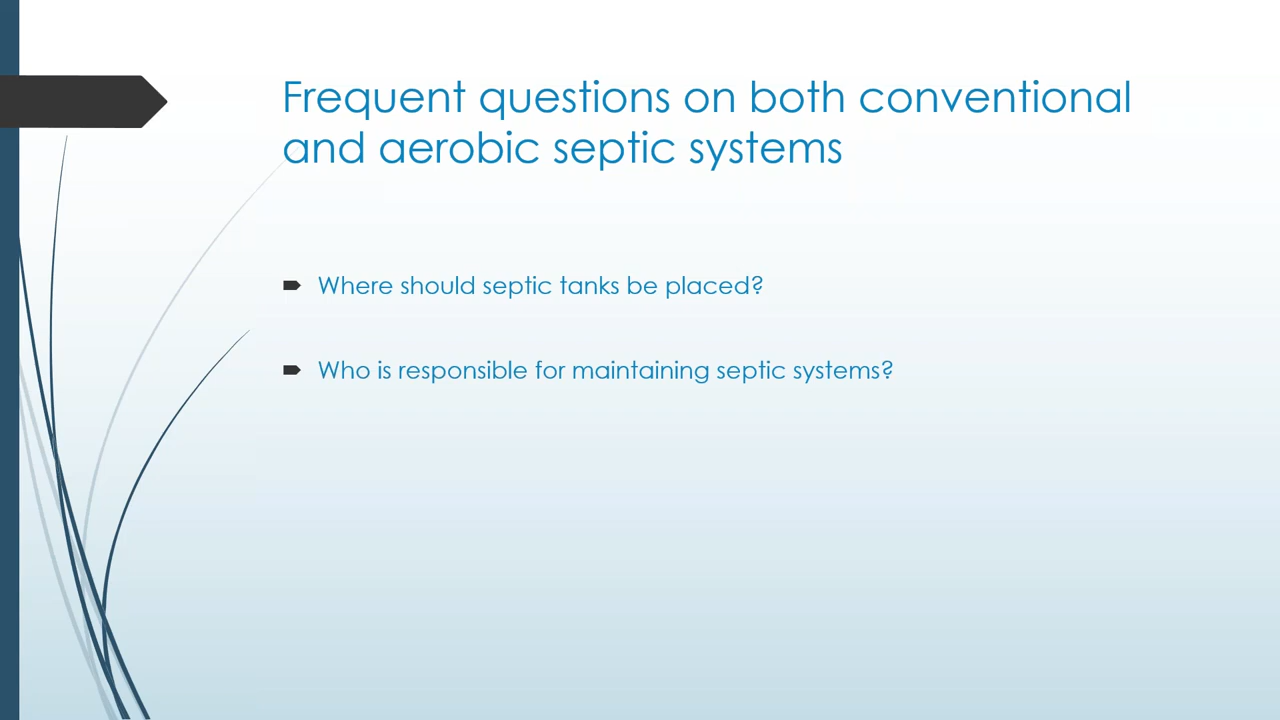 Frequent questions on both conventional
and aerobic septic systems
Where should septic tanks be placed?
Who is responsible for maintaining septic systems?